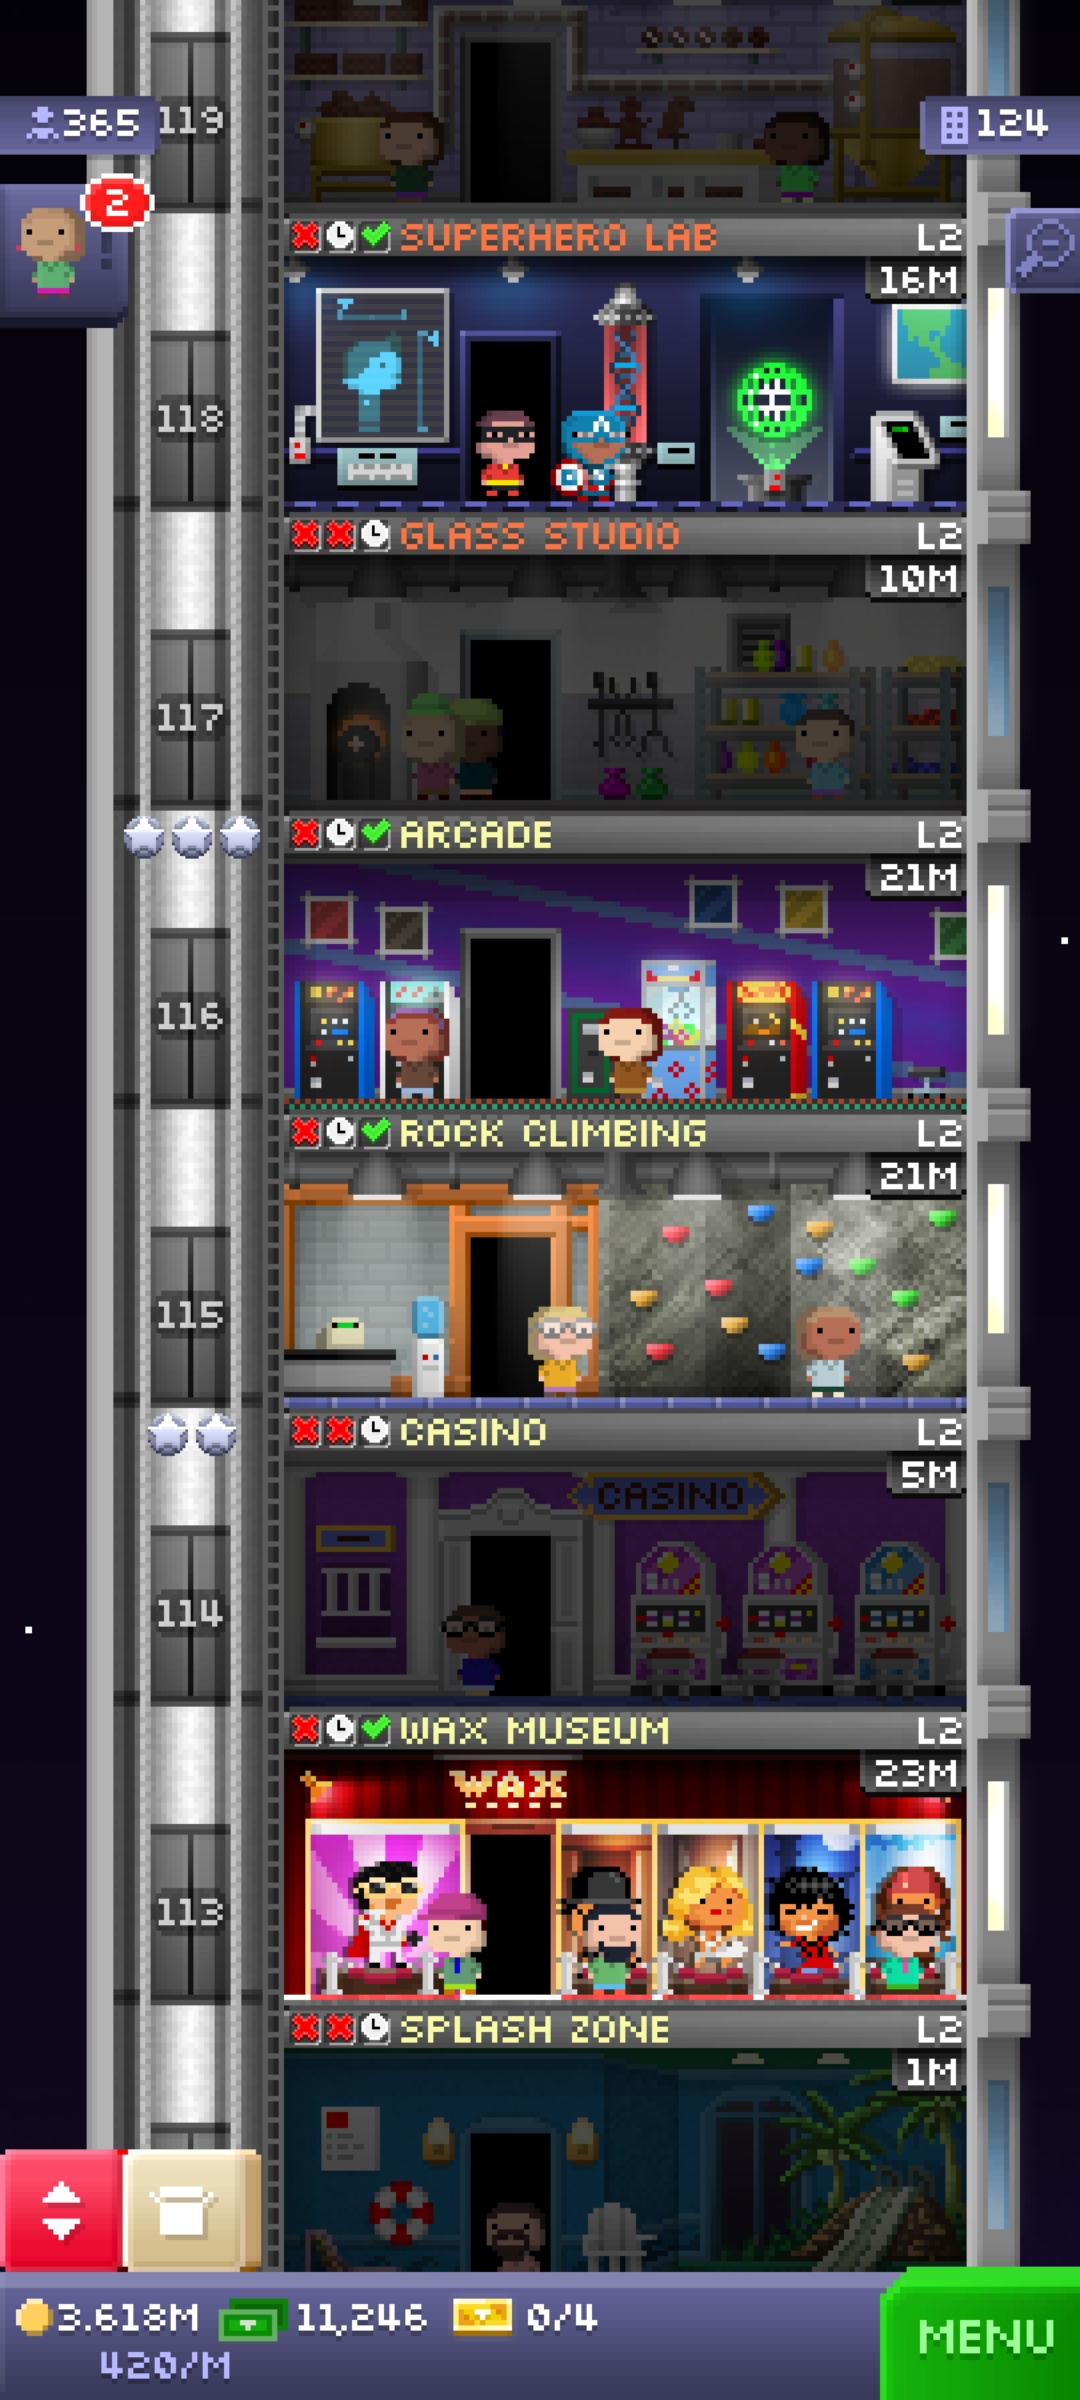 365
119
124
2
SUPERHERO LAB L2
16M
118
GLASS STUDIO L2
10M
117
ARCADE L2
21M
116
ROCK CLIMBING L2
21M
115
CASINO L2
5M
CASINO
114
WAX MUSEUM L2
23M
WAX
113
SPLASH ZONE L2
1M
3.618M 11,246 0/4
420/M
MENU